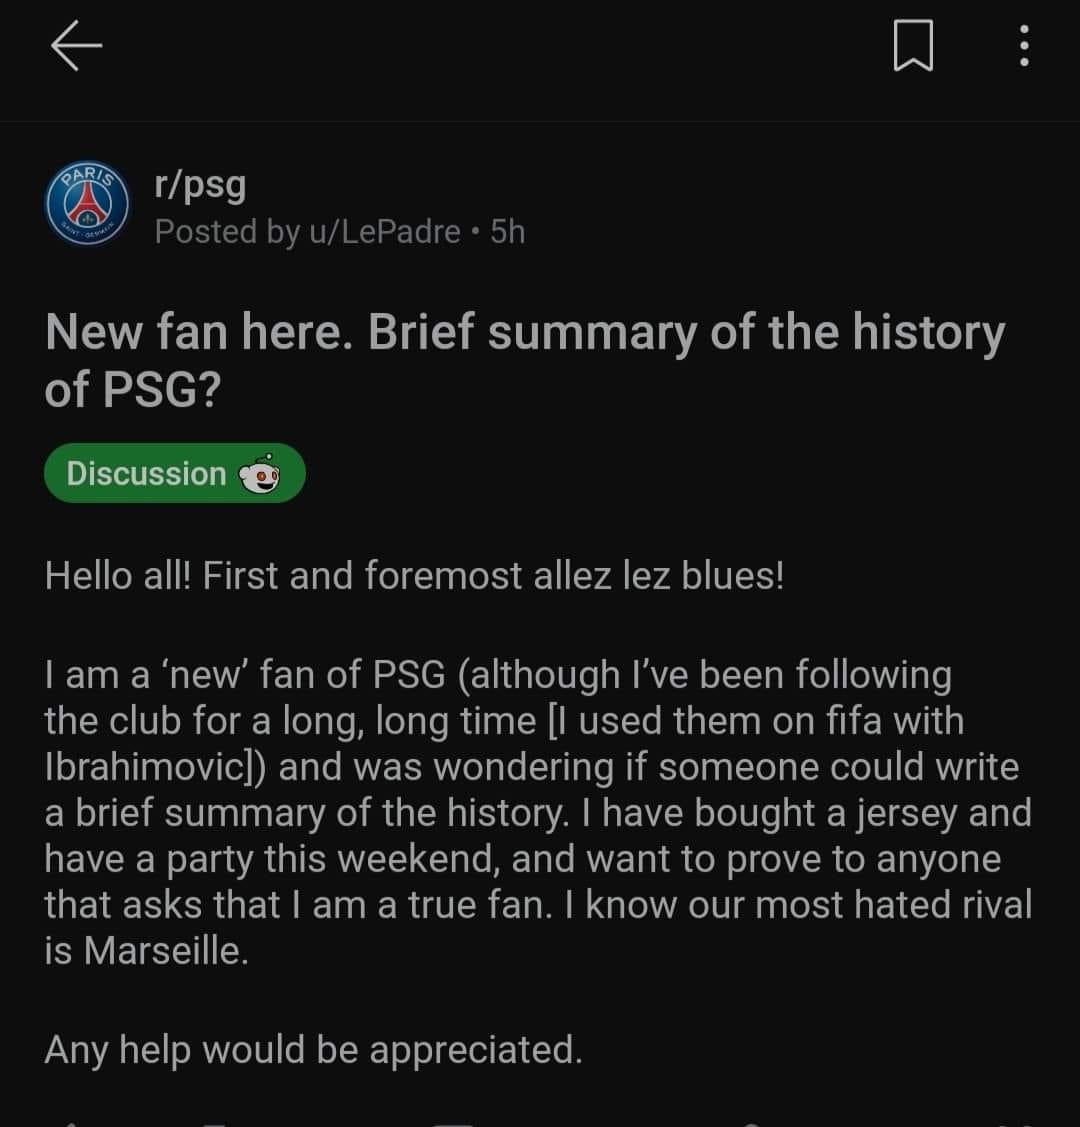 PARIS
SAINT-GERMAIN
r/psg
Posted by u/LePadre • 5h
New fan here. Brief summary of the history
of PSG?
Discussion
Hello all! First and foremost allez lez blues!
I am a ‘new’ fan of PSG (although I’ve been following
the club for a long, long time [I used them on fifa with
Ibrahimovic]) and was wondering if someone could write
a brief summary of the history. I have bought a jersey and
have a party this weekend, and want to prove to anyone
that asks that I am a true fan. I know our most hated rival
is Marseille.
Any help would be appreciated.